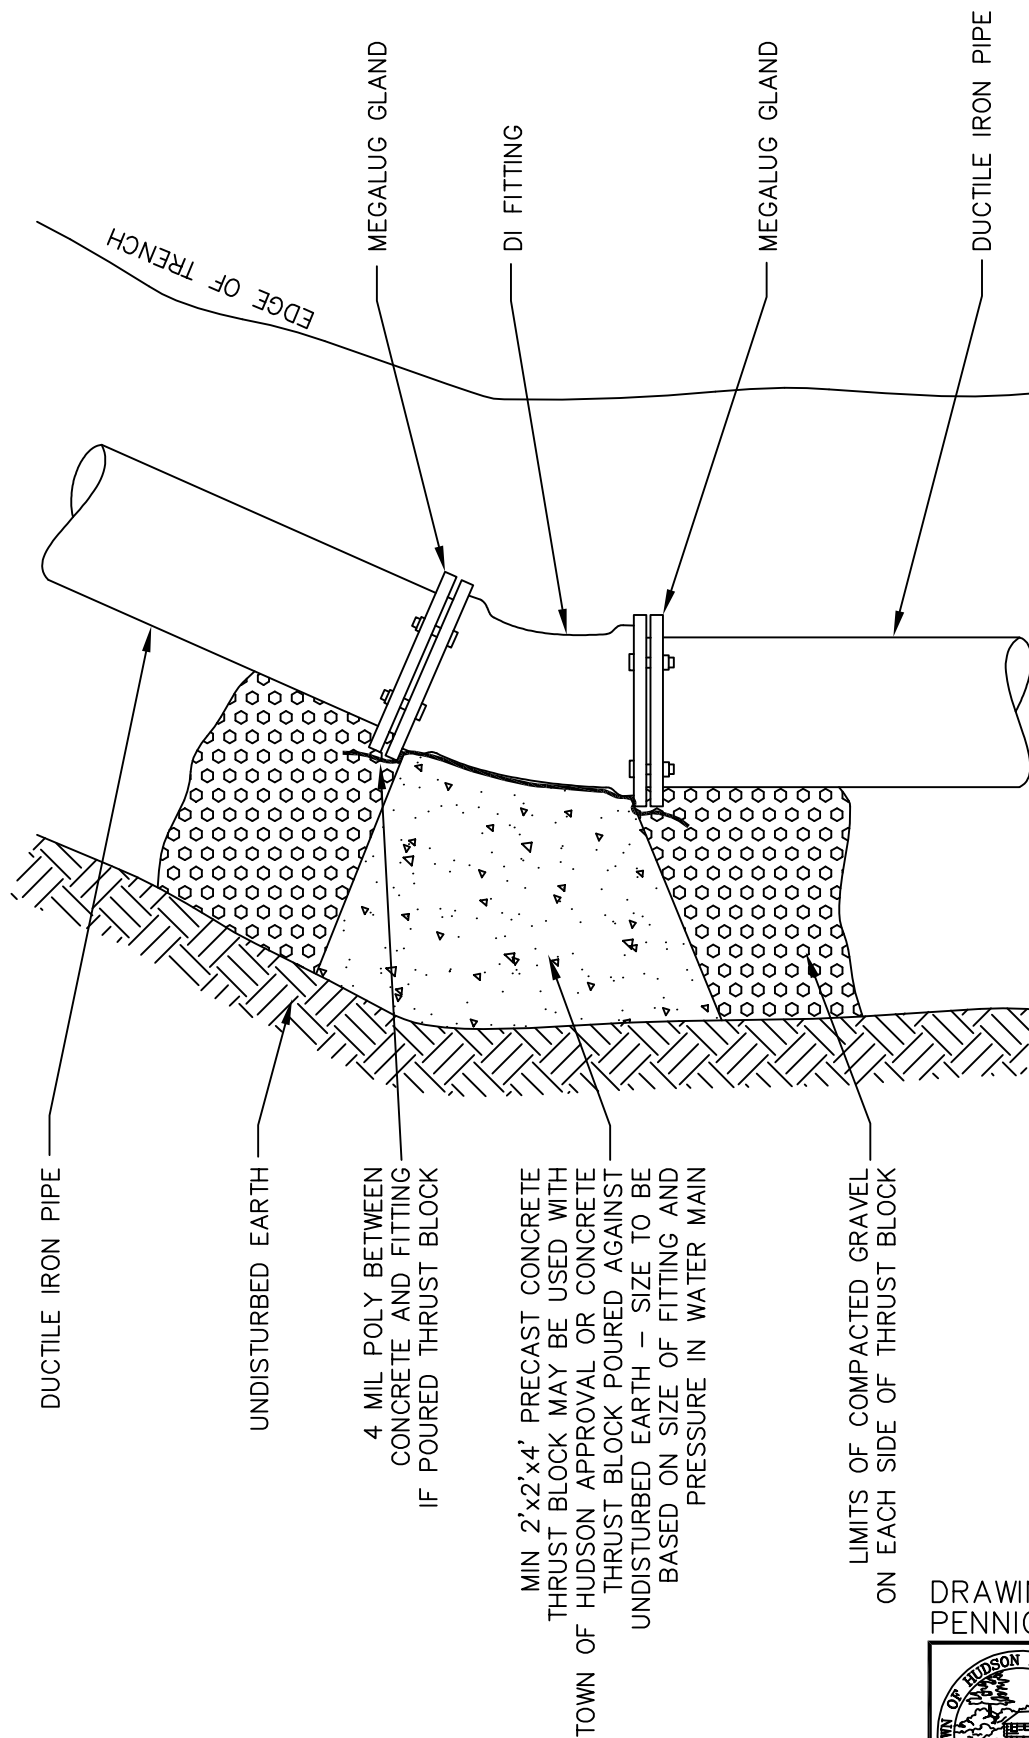 DUCTILE IRON PIPE
UNDISTURBED EARTH
4 MIL POLY BETWEEN
CONCRETE AND FITTING
IF POURED THRUST BLOCK
MIN 2'x2'x4' PRECAST CONCRETE
THRUST BLOCK MAY BE USED WITH
TOWN OF HUDSON APPROVAL OR CONCRETE
THRUST BLOCK POURED AGAINST
UNDISTURBED EARTH – SIZE TO BE
BASED ON SIZE OF FITTING AND
PRESSURE IN WATER MAIN
LIMITS OF COMPACTED GRAVEL
ON EACH SIDE OF THRUST BLOCK
EDGE OF TRENCH
MEGALUG GLAND
DI FITTING
MEGALUG GLAND
DUCTILE IRON PIPE
OF HUDSON